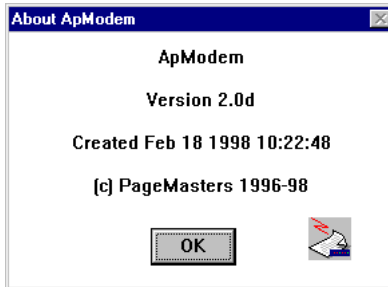 About ApModem
ApModem
Version 2.0d
Created Feb 18 1998 10:22:48
(c) PageMasters 1996-98
OK